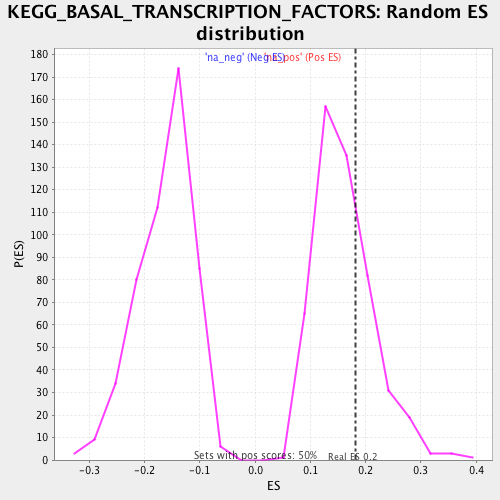 KEGG_BASAL_TRANSCRIPTION_FACTORS: Random ES
distribution
'na_neg' (Neg ES)
'na_pos' (Pos ES)
180
170
160
150
140
130
120
110
100
90
80
70
60
50
40
30
20
10
0
P(ES)
Sets with pos scores: 50%
Real ES 0.2
-0.3 -0.2 -0.1 0.0 0.1 0.2 0.3 0.4
ES